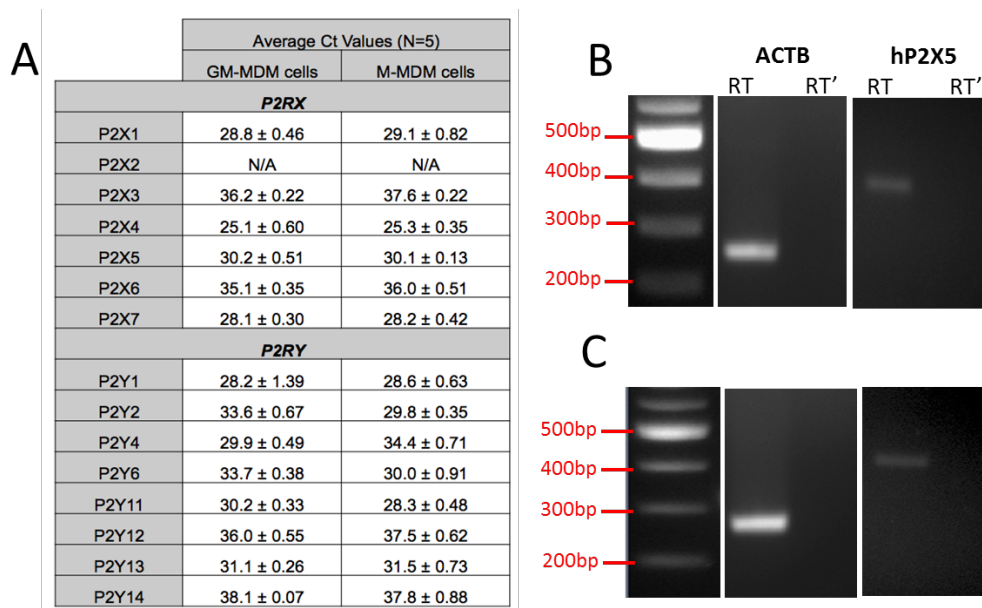 A
Average Ct Values (N=5)
GM-MDM cells M-MDM cells
P2RX
P2X1 28.8 ± 0.46 29.1 ± 0.82
P2X2 N/A N/A
P2X3 36.2 ± 0.22 37.6 ± 0.22
P2X4 25.1 ± 0.60 25.3 ± 0.35
P2X5 30.2 ± 0.51 30.1 ± 0.13
P2X6 35.1 ± 0.35 36.0 ± 0.51
P2X7 28.1 ± 0.30 28.2 ± 0.42
P2RY
P2Y1 28.2 ± 1.39 28.6 ± 0.63
P2Y2 33.6 ± 0.67 29.8 ± 0.35
P2Y4 29.9 ± 0.49 34.4 ± 0.71
P2Y6 33.7 ± 0.38 30.0 ± 0.91
P2Y11 30.2 ± 0.33 28.3 ± 0.48
P2Y12 36.0 ± 0.55 37.5 ± 0.62
P2Y13 31.1 ± 0.26 31.5 ± 0.73
P2Y14 38.1 ± 0.07 37.8 ± 0.88
B
ACTB hP2X5
RT RT’ RT RT’
500bp
400bp
300bp
200bp
C
500bp
400bp
300bp
200bp